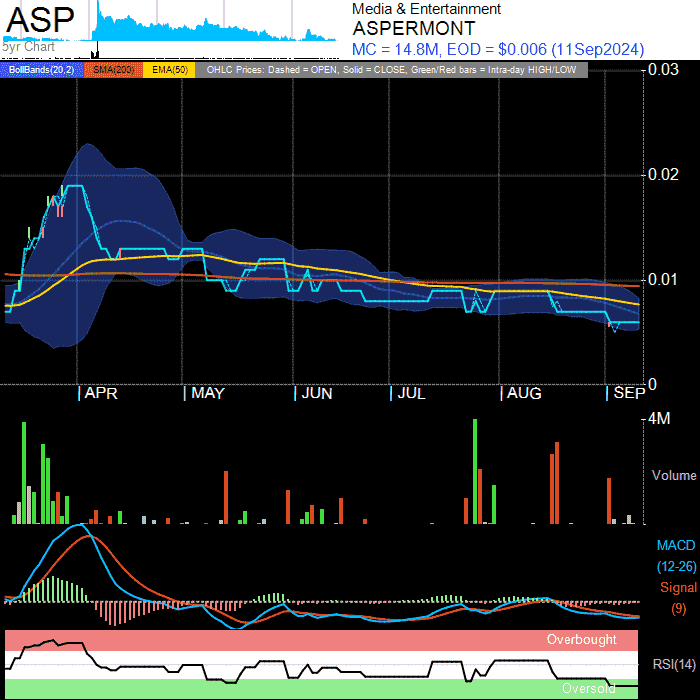 ASP
5yr Chart
Media & Entertainment
ASPERMONT
MC = 14.8M, EOD = $0.006 (11Sep2024)
BollBands(20,2) SMA(200) EMA(50) OHLC Prices: Dashed = OPEN, Solid = CLOSE, Green/Red bars = Intra-day HIGH/LOW
0.03
0.02
0.01
0
| APR | MAY | JUN | JUL | AUG | SEP
4M
Volume
MACD
(12-26)
Signal
(9)
Overbought
RSI(14)
Oversold